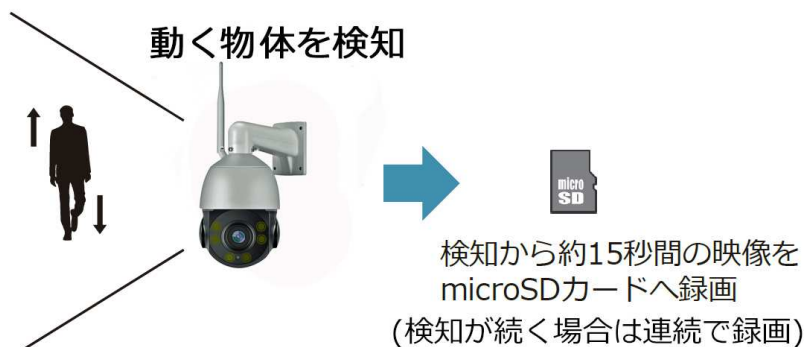 動く物体を検知
micro
SD
検知から約15秒間の映像を
microSDカードへ録画
(検知が続く場合は連続で録画)